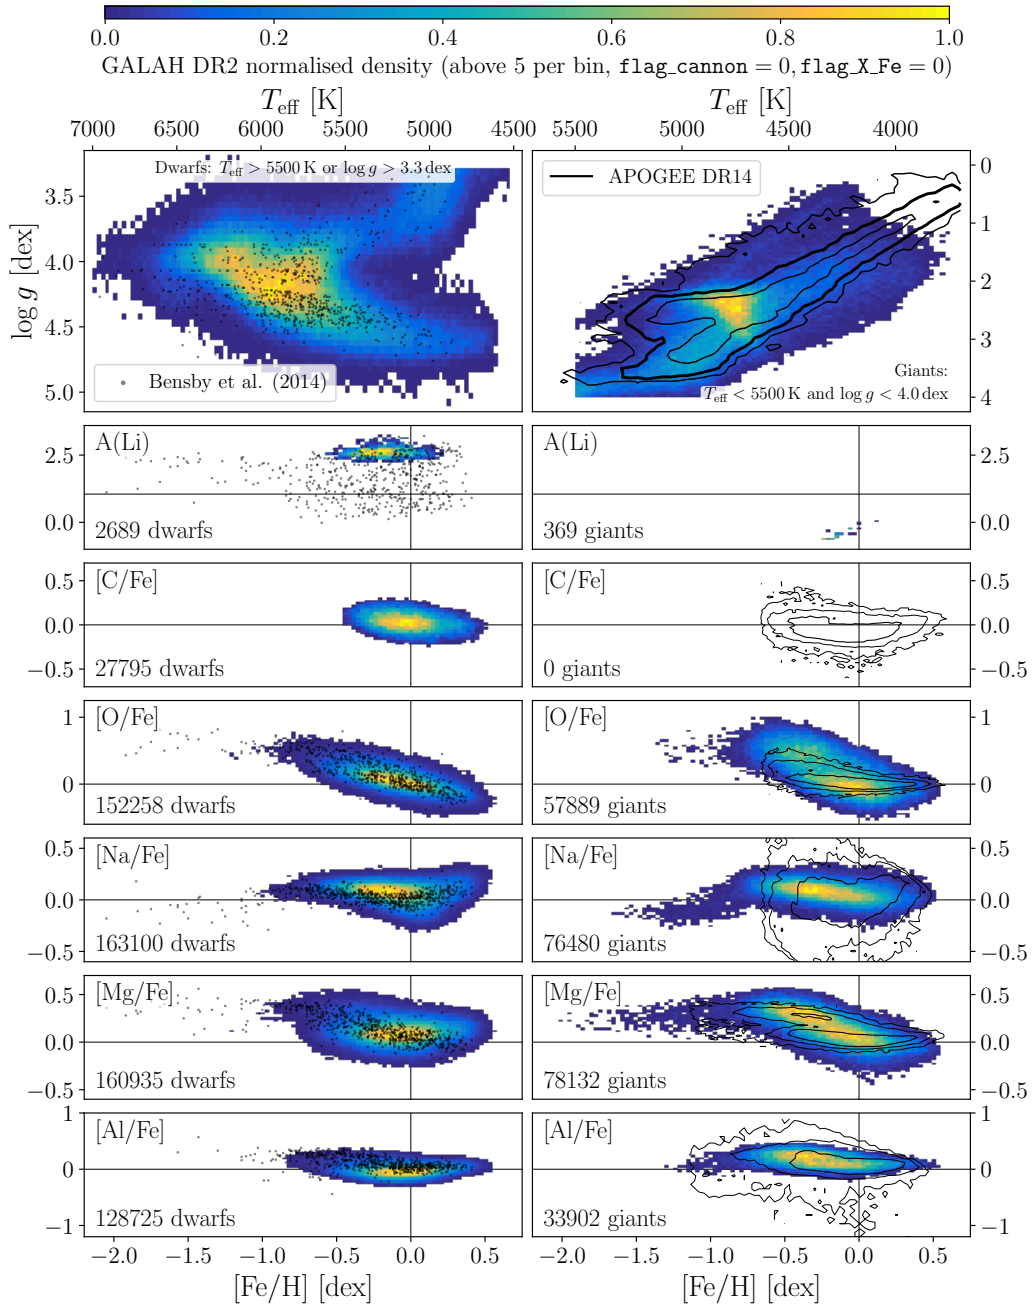 0.0 0.2 0.4 0.6 0.8 1.0
GALAH DR2 normalised density (above 5 per bin, flag_cannon = 0, flag_X_Fe = 0)
T_eff [K] T_eff [K]
7000 6500 6000 5500 5000 4500 5500 5000 4500 4000
Dwarfs: T_eff > 5500 K or log g > 3.3 dex
APOGEE DR14
log g [dex]
3.5
4.0
4.5
5.0
0
1
2
3
4
Bensby et al. (2014)
Giants:
T_eff < 5500 K and log g < 4.0 dex
A(Li) A(Li)
2.5 2.5
0.0 0.0
2689 dwarfs 369 giants
[C/Fe] [C/Fe]
0.5 0.5
0.0 0.0
−0.5 −0.5
27795 dwarfs 0 giants
[O/Fe] [O/Fe]
1 1
0 0
152258 dwarfs 57889 giants
[Na/Fe] [Na/Fe]
0.5 0.5
0.0 0.0
−0.5 −0.5
163100 dwarfs 76480 giants
[Mg/Fe] [Mg/Fe]
0.5 0.5
0.0 0.0
−0.5 −0.5
160935 dwarfs 78132 giants
[Al/Fe] [Al/Fe]
1 1
0 0
−1 −1
128725 dwarfs 33902 giants
−2.0 −1.5 −1.0 −0.5 0.0 0.5 −2.0 −1.5 −1.0 −0.5 0.0 0.5
[Fe/H] [dex] [Fe/H] [dex]